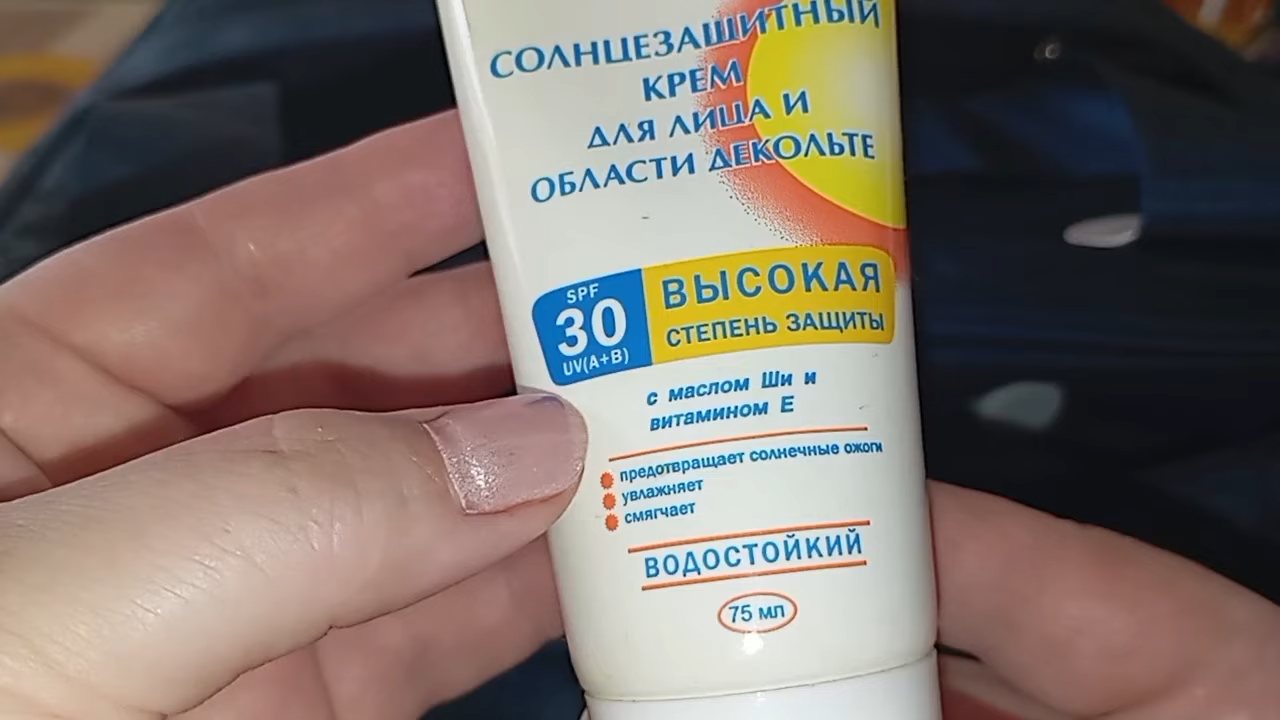 СОЛНЦЕЗАЩИТНЫЙ
КРЕМ
ДЛЯ ЛИЦА И
ОБЛАСТИ ДЕКОЛЬТЕ
SPF
30
UV(A+B)
ВЫСОКАЯ
СТЕПЕНЬ ЗАЩИТЫ
с маслом Ши и
витамином Е
предотвращает солнечные ожоги
увлажняет
смягчает
ВОДОСТОЙКИЙ
75 мл